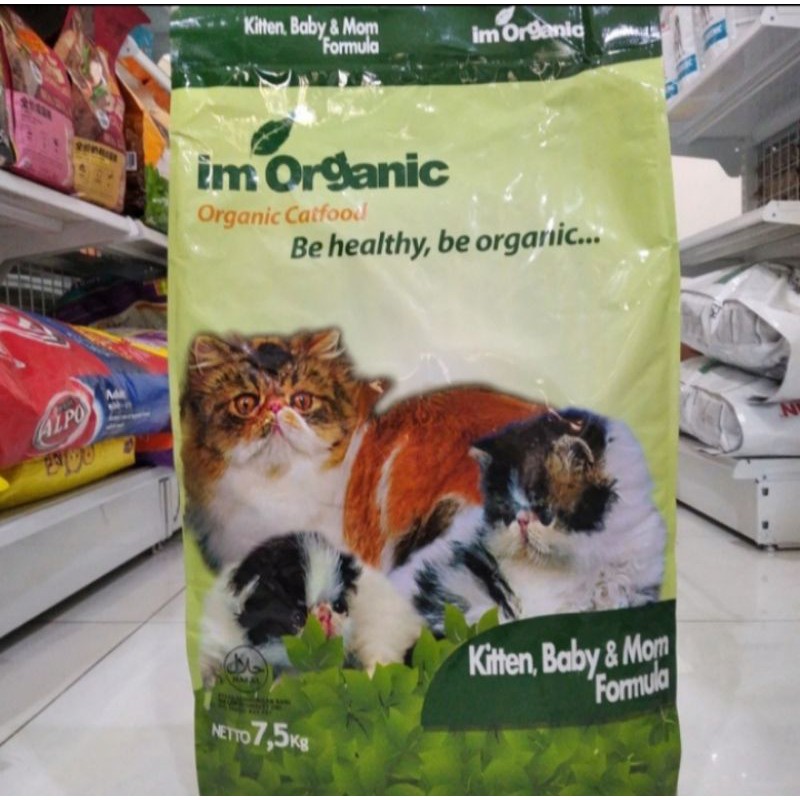 Kitten, Baby & Mom
Formula
im Organic
im Organic
Organic Catfood
Be healthy, be organic...
ALPO
Kitten, Baby & Mom
Formula
حلال
NETTO 7,5Kg